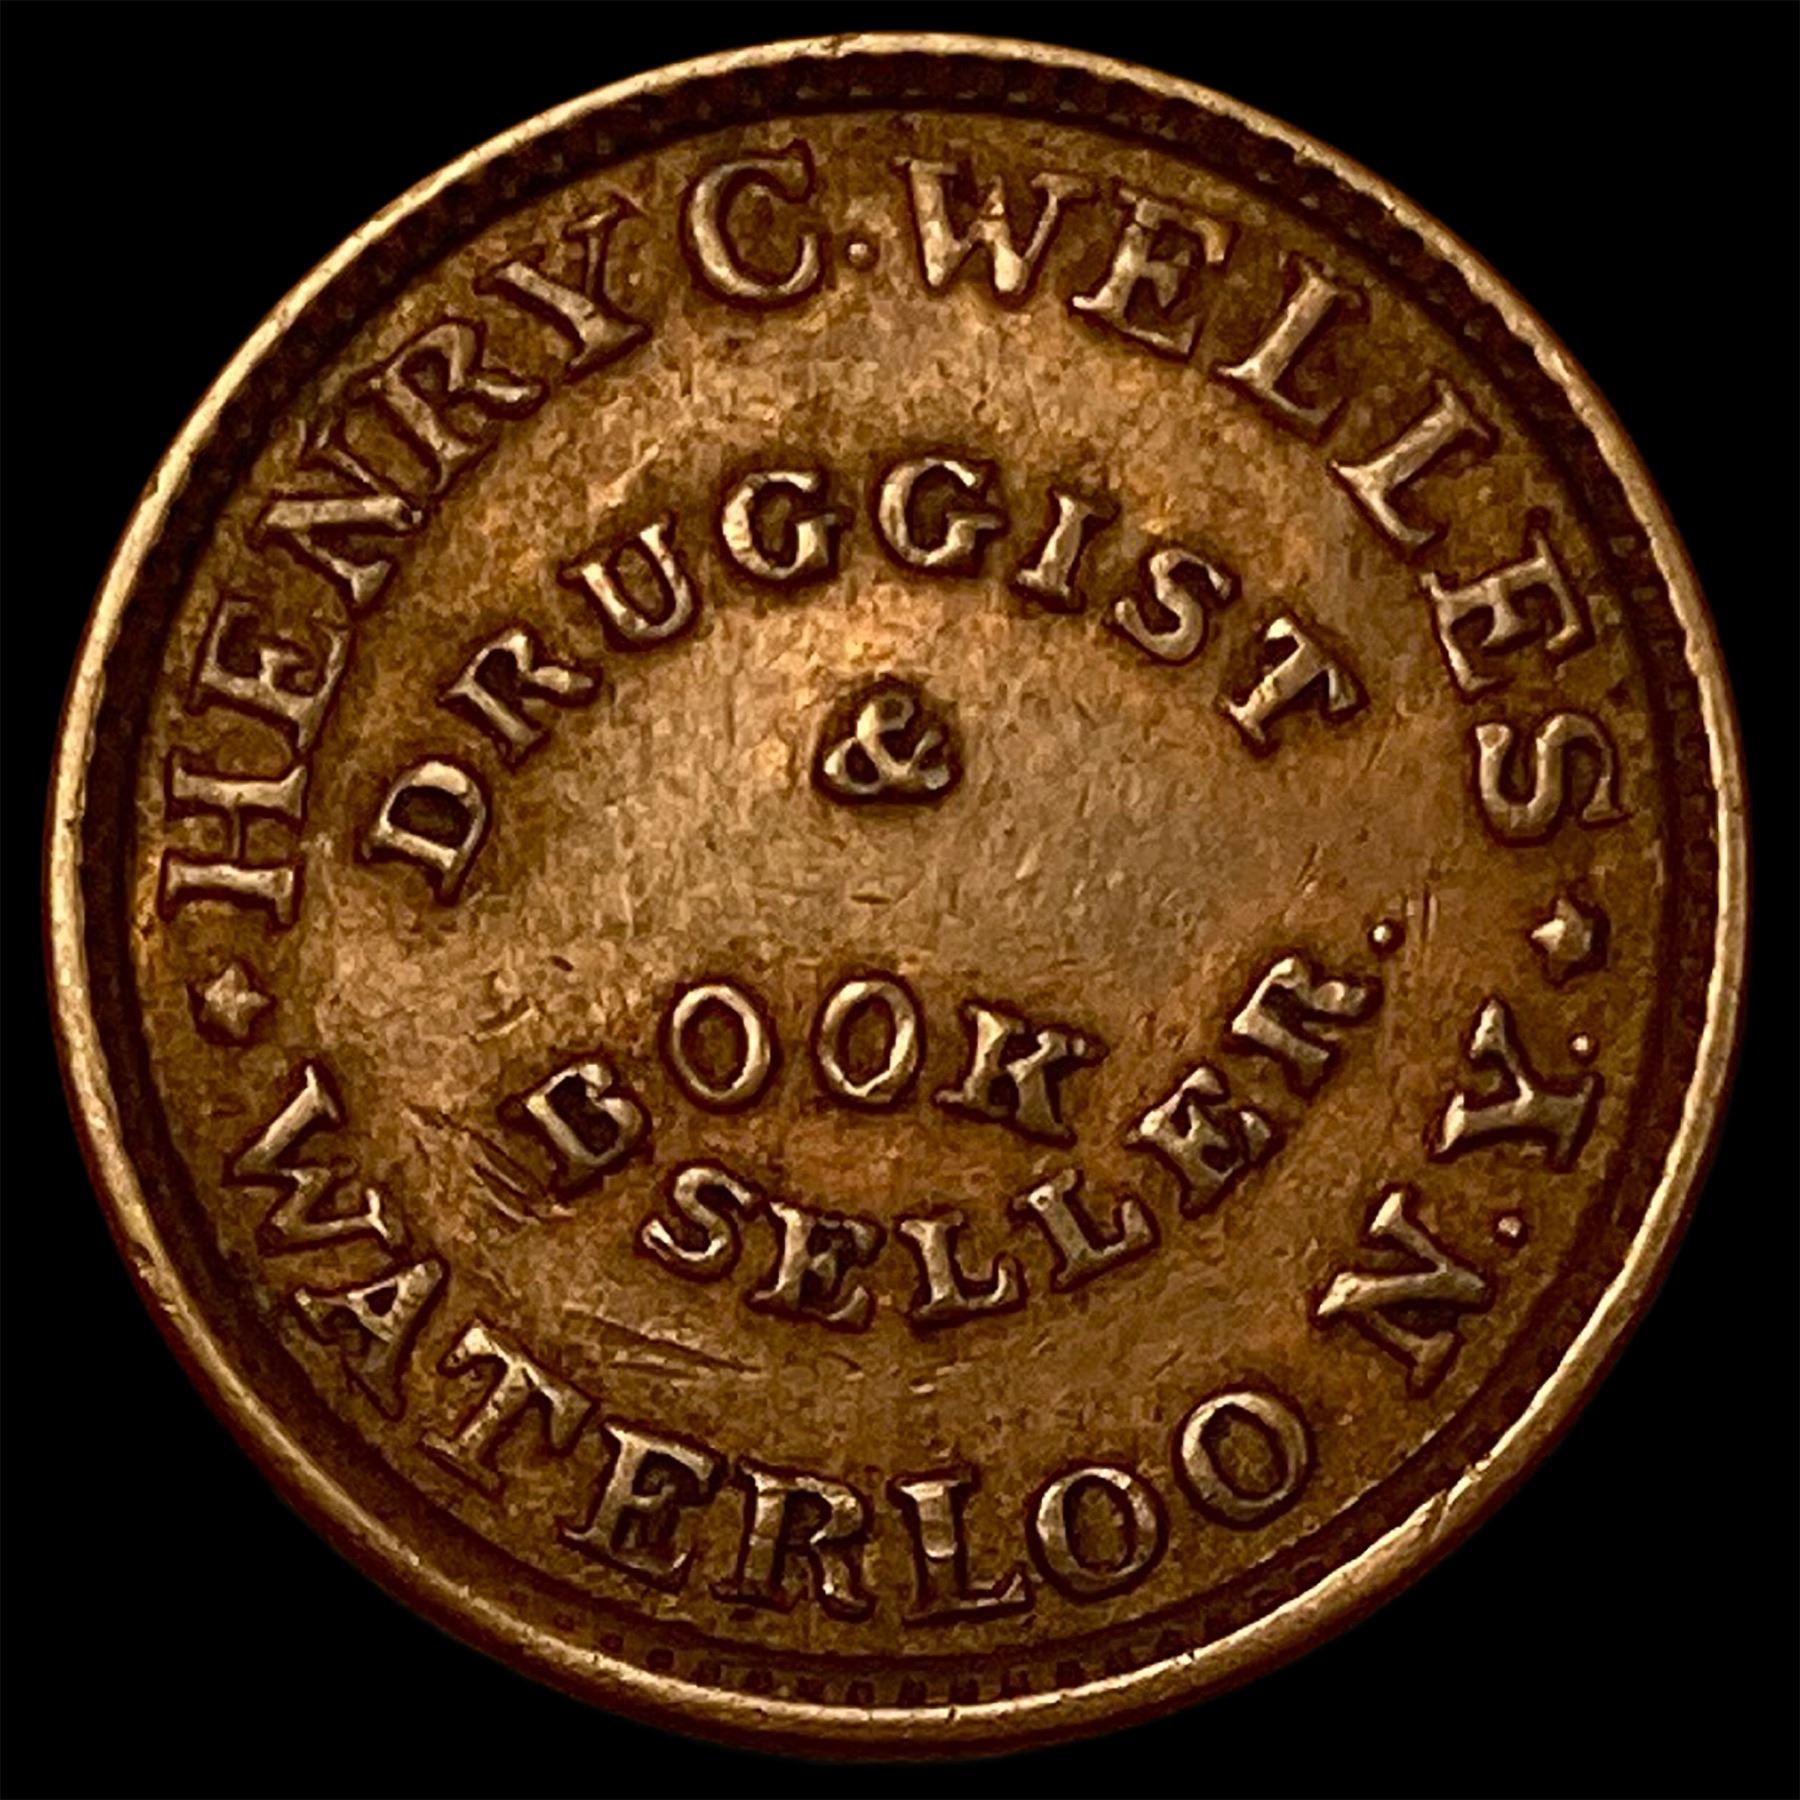 HENRY C. WELLES
DRUGGIST
&
BOOK
SELLER.
WATERLOO N.Y.